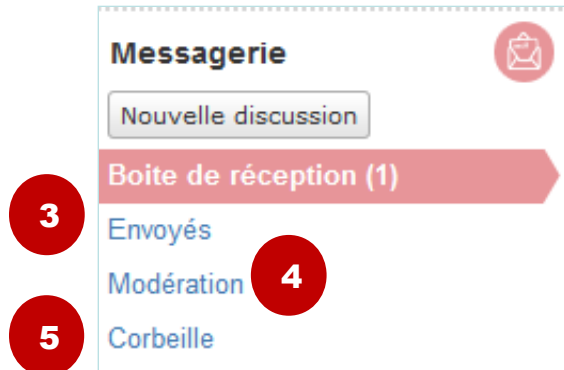 Messagerie
Nouvelle discussion
Boite de réception (1)
3
Envoyés
Modération
4
5
Corbeille